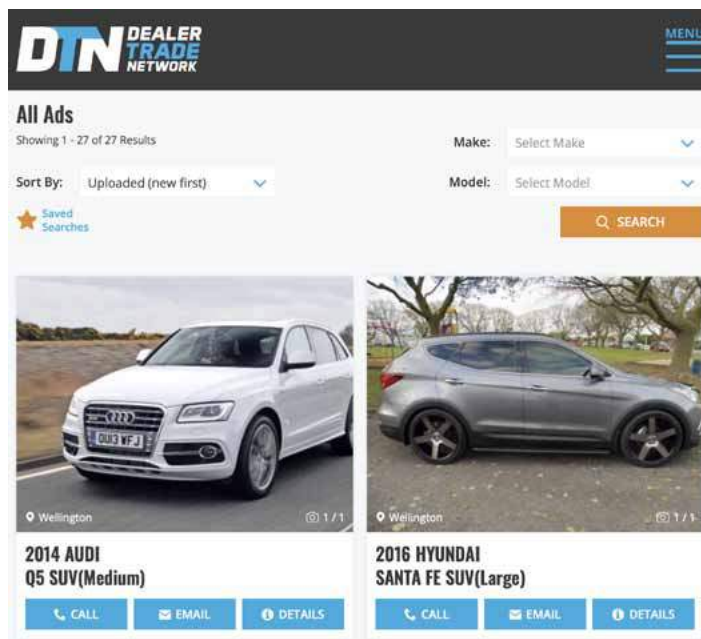 DTN DEALER
TRADE
NETWORK
MENU
All Ads
Showing 1 - 27 of 27 Results
Make: Select Make
Sort By: Uploaded (new first)
Model: Select Model
Saved
Searches
SEARCH
OU13 WFJ
Wellington 1 / 1
Wellington 1 / 1
2014 AUDI
Q5 SUV(Medium)
2016 HYUNDAI
SANTA FE SUV(Large)
CALL EMAIL DETAILS
CALL EMAIL DETAILS